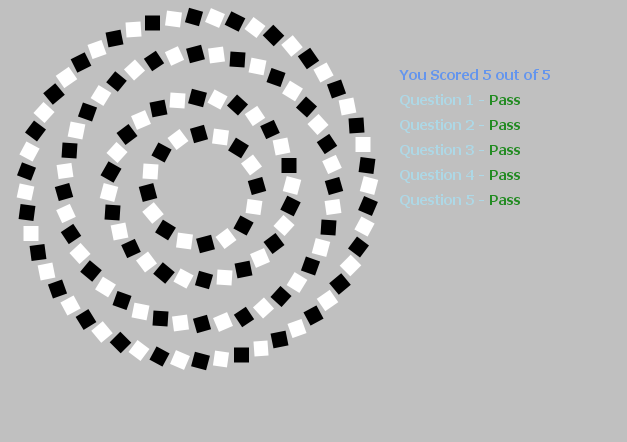 You Scored 5 out of 5
Question 1 - Pass
Question 2 - Pass
Question 3 - Pass
Question 4 - Pass
Question 5 - Pass